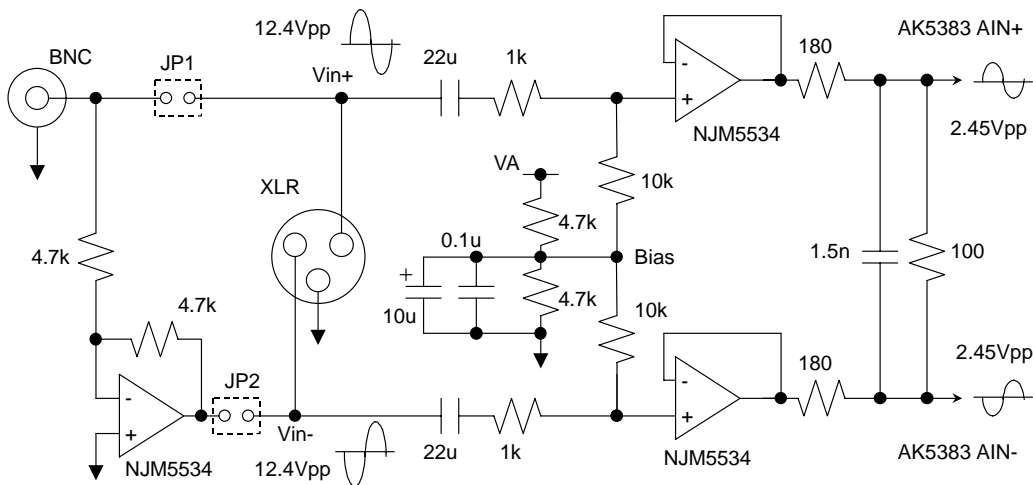 12.4Vpp
AK5383 AIN+
BNC
JP1
Vin+
22u
1k
180
-
+
NJM5534
2.45Vpp
VA
XLR
10k
4.7k
4.7k
0.1u
Bias
1.5n
100
+
4.7k
10u
4.7k
10k
2.45Vpp
JP2
180
-
+
-
+
Vin-
NJM5534
12.4Vpp
22u
1k
NJM5534
AK5383 AIN-